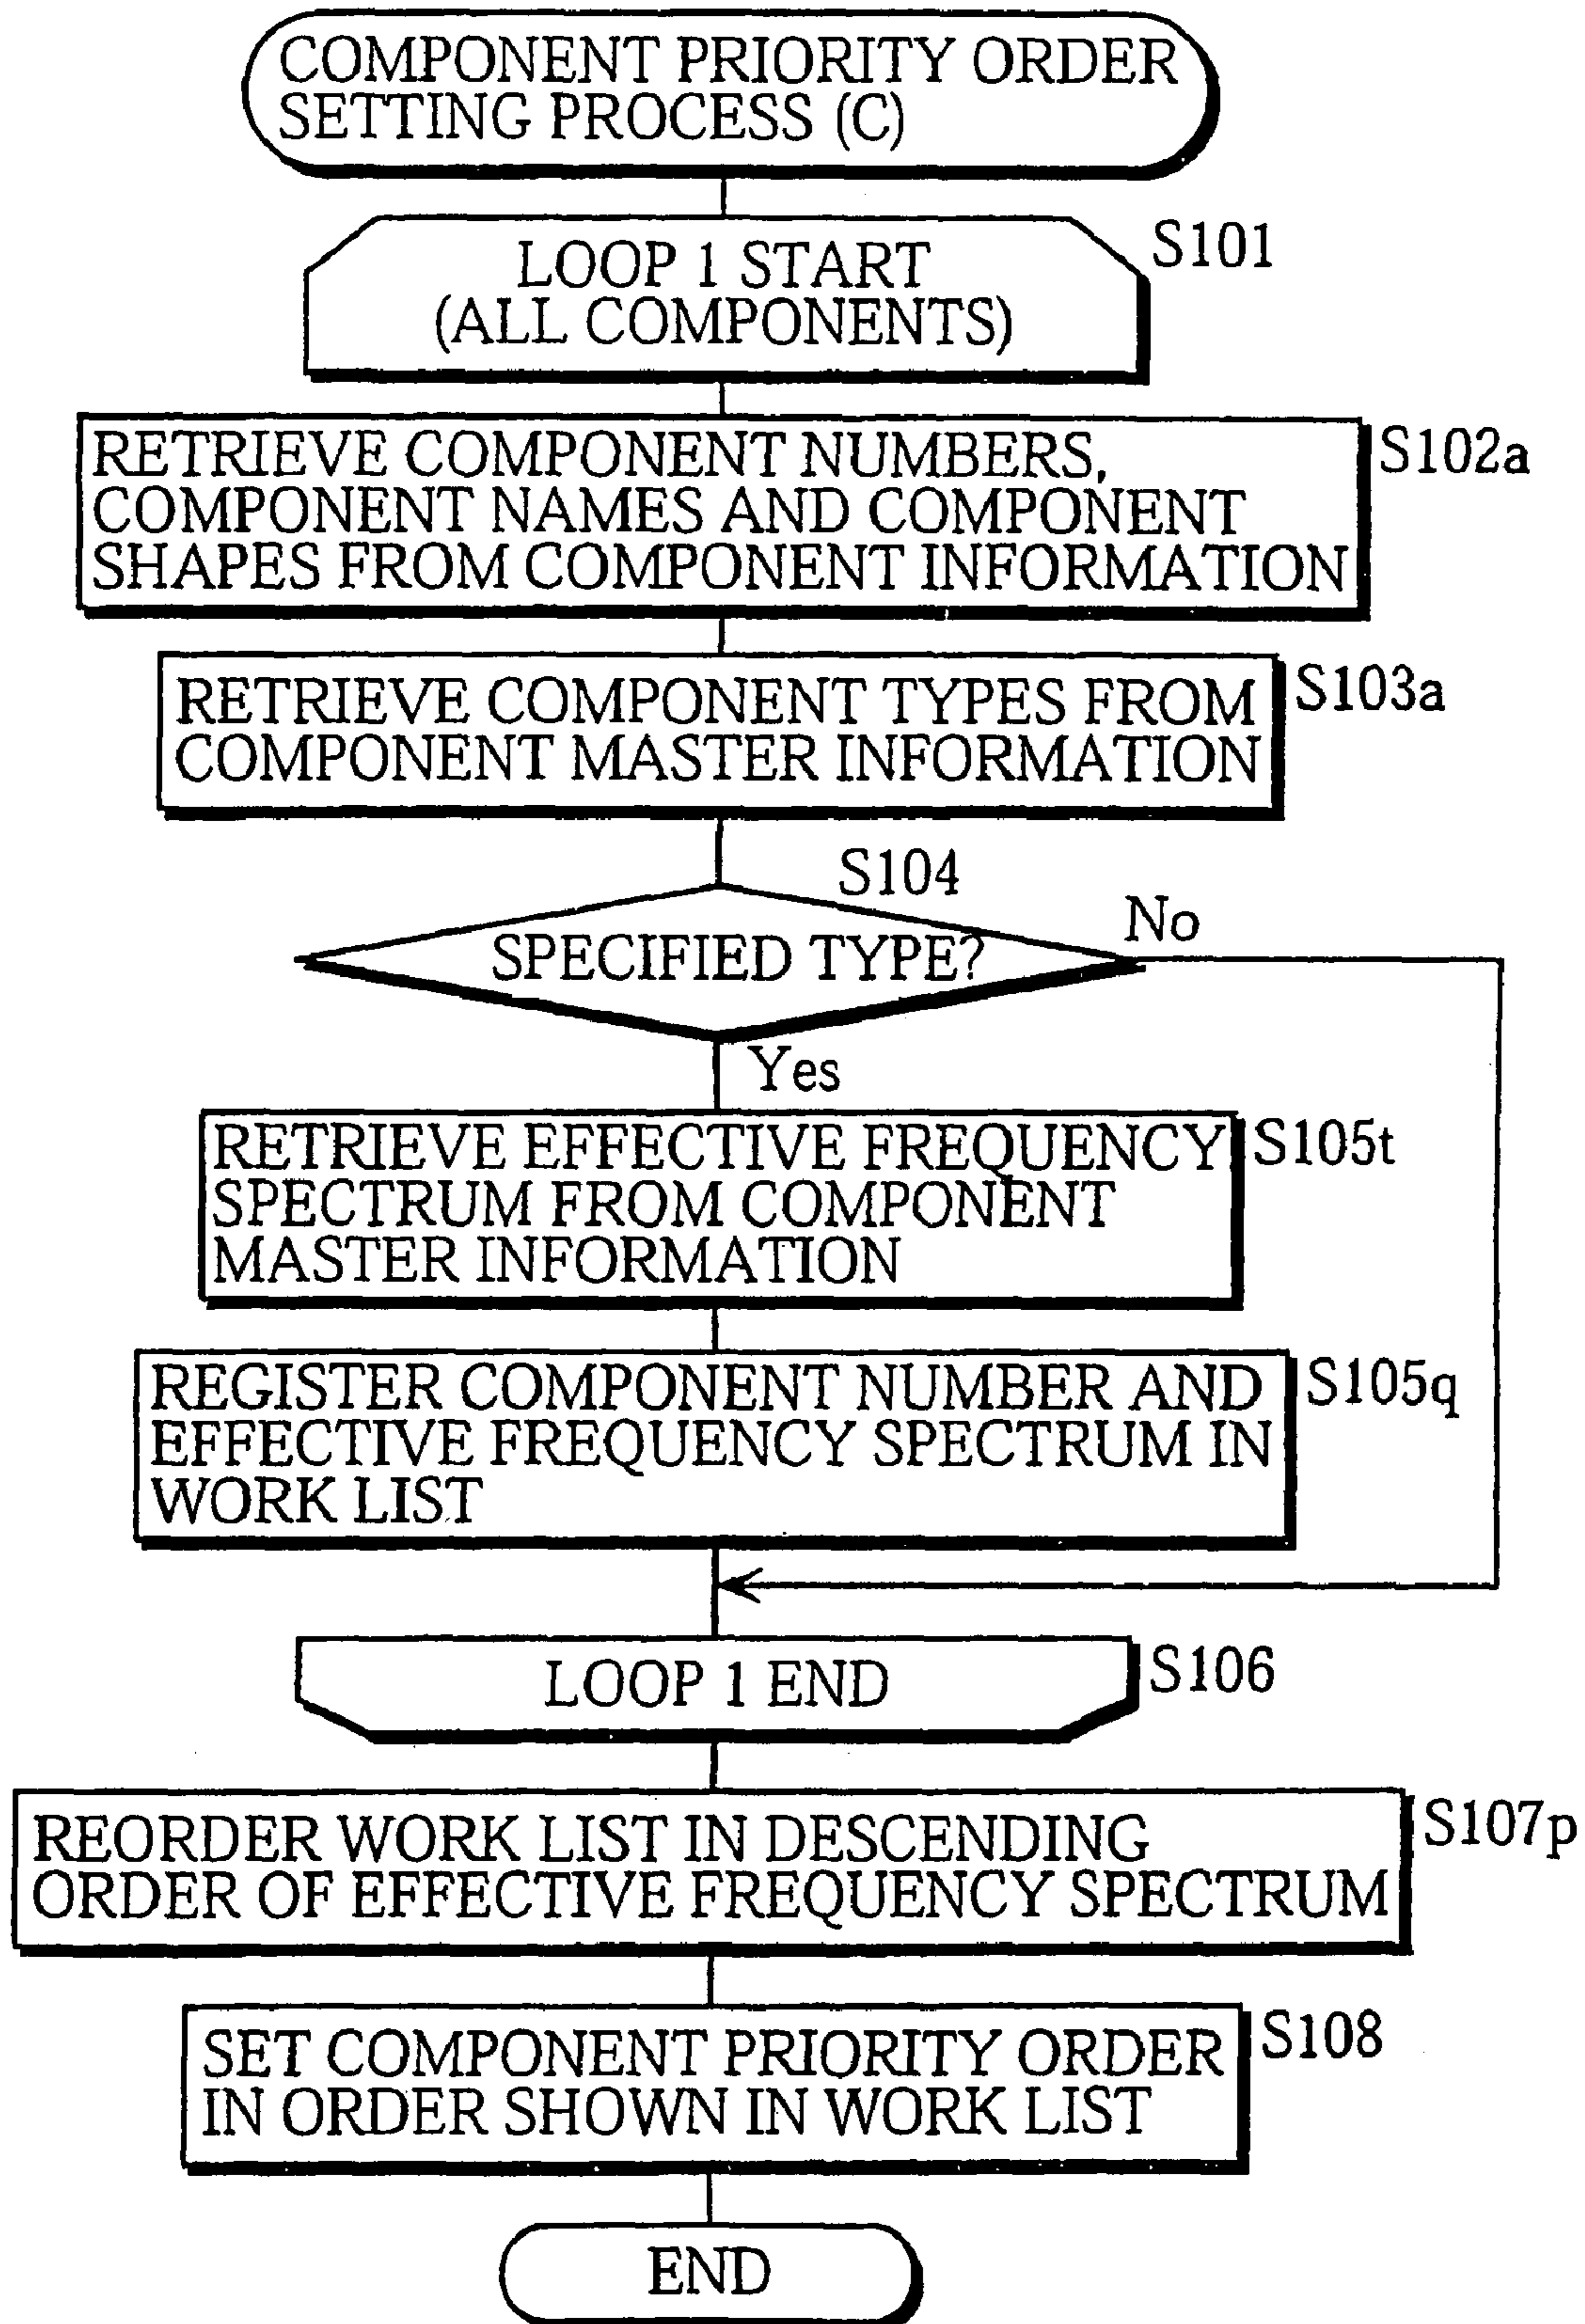 COMPONENT PRIORITY ORDER
SETTING PROCESS (C)
LOOP 1 START
(ALL COMPONENTS)
S101
RETRIEVE COMPONENT NUMBERS,
COMPONENT NAMES AND COMPONENT
SHAPES FROM COMPONENT INFORMATION
S102a
RETRIEVE COMPONENT TYPES FROM
COMPONENT MASTER INFORMATION
S103a
S104
SPECIFIED TYPE?
No
Yes
RETRIEVE EFFECTIVE FREQUENCY
SPECTRUM FROM COMPONENT
MASTER INFORMATION
S105t
REGISTER COMPONENT NUMBER AND
EFFECTIVE FREQUENCY SPECTRUM IN
WORK LIST
S105q
LOOP 1 END
S106
REORDER WORK LIST IN DESCENDING
ORDER OF EFFECTIVE FREQUENCY SPECTRUM
S107p
SET COMPONENT PRIORITY ORDER
IN ORDER SHOWN IN WORK LIST
S108
END